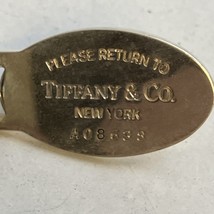 PLEASE RETURN TO
TIFFANY & CO.
NEW YORK